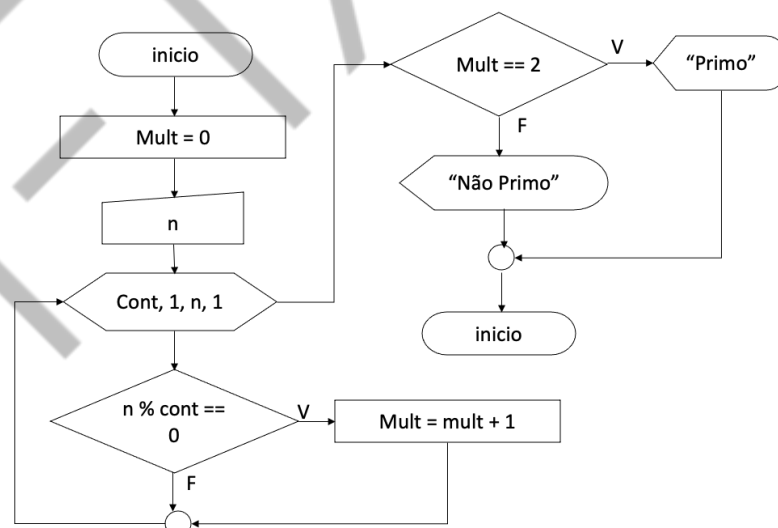 inicio
Mult = 0
n
Cont, 1, n, 1
n % cont ==
0
V
Mult = mult + 1
F
Mult == 2
V
“Primo”
F
“Não Primo”
inicio